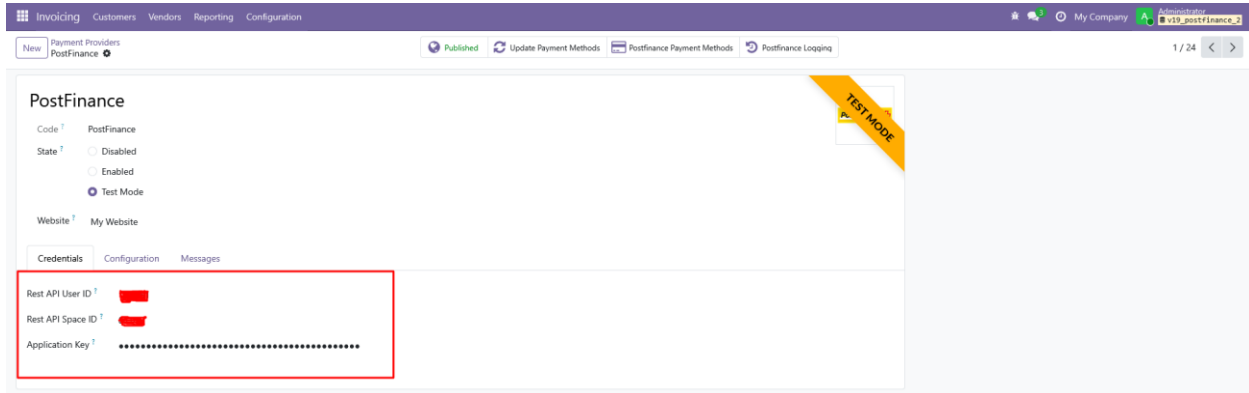 Invoicing Customers Vendors Reporting Configuration
3 My Company A Administrator
v19_postfinance_2
New Payment Providers
PostFinance
Published Update Payment Methods Postfinance Payment Methods Postfinance Logging 1 / 24
PostFinance
TEST MODE
Code ? PostFinance
State ? Disabled
Enabled
Test Mode
Website ? My Website
Credentials Configuration Messages
Rest API User ID ?
Rest API Space ID ?
Application Key ? ••••••••••••••••••••••••••••••••••••••••••••